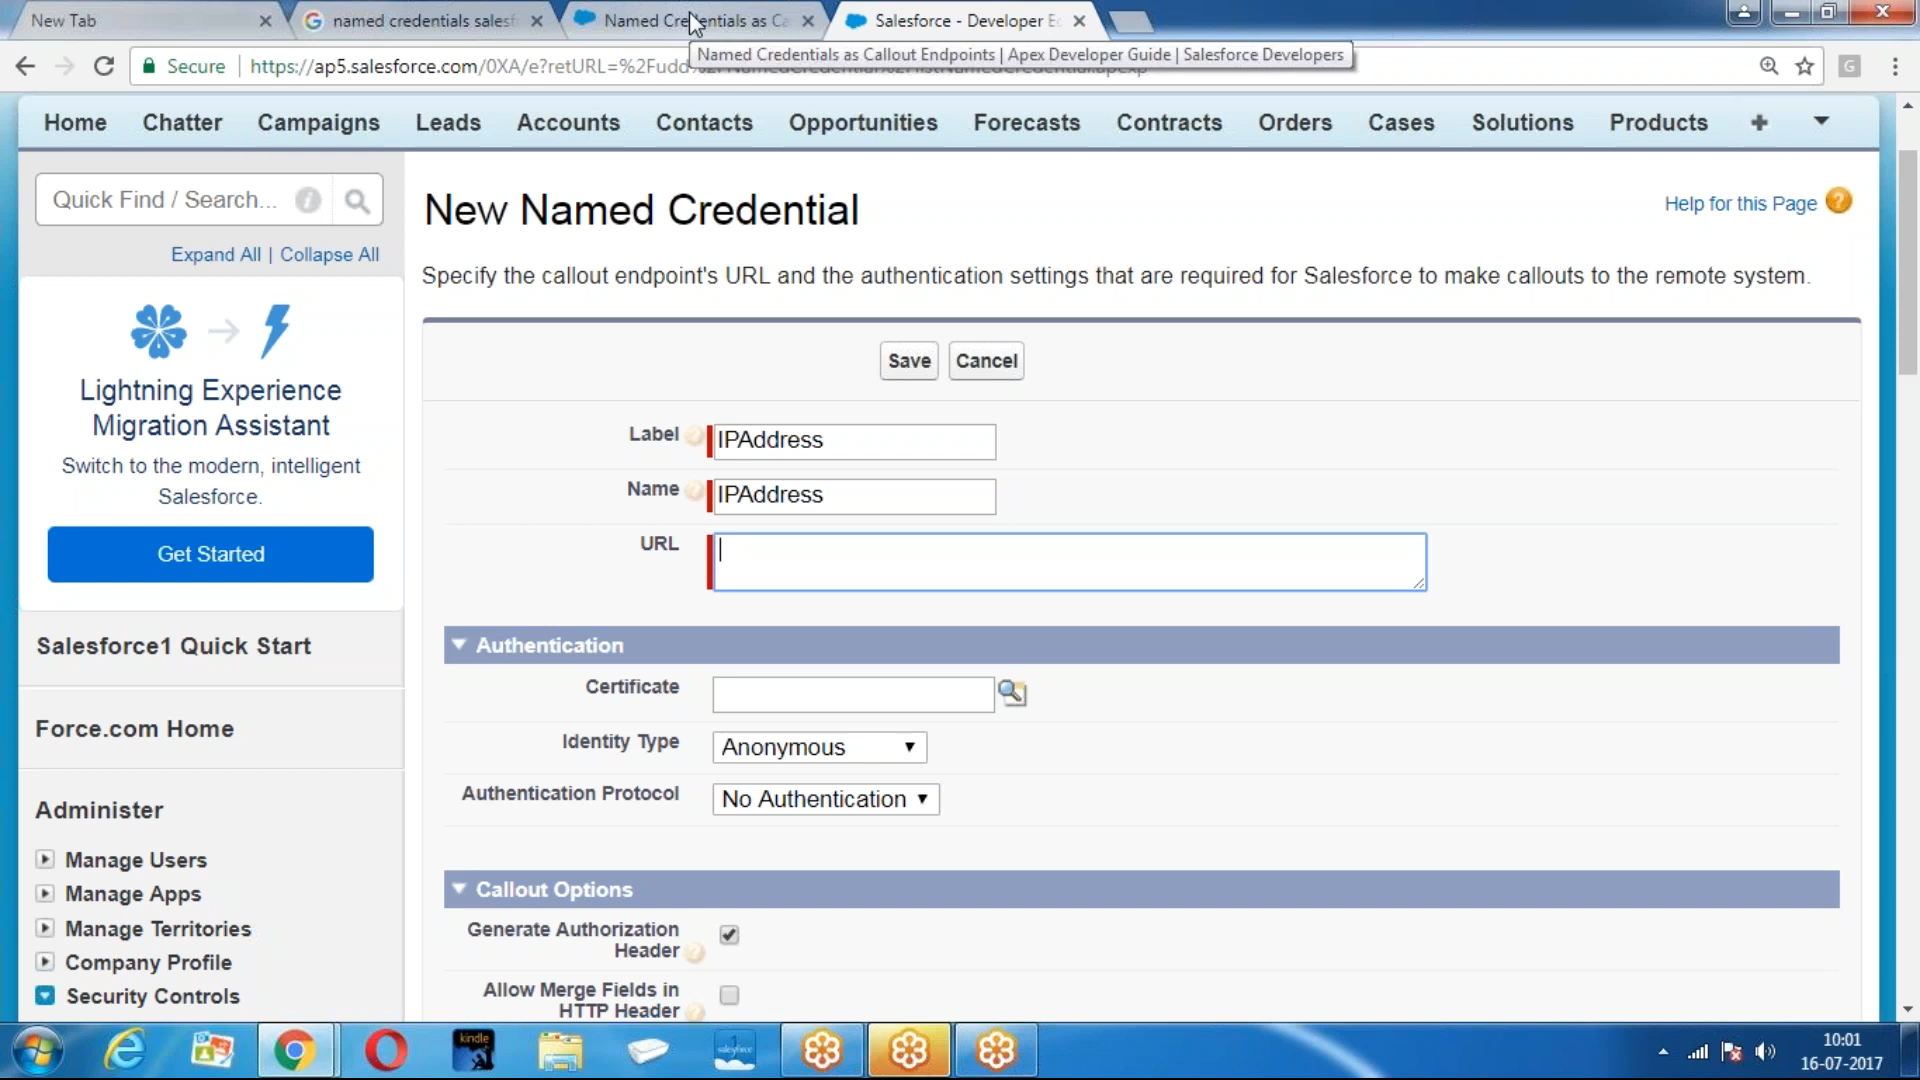 New Tab
named credentials salesf
Named Credentials as Ca
Salesforce - Developer Ec
Named Credentials as Callout Endpoints | Apex Developer Guide | Salesforce Developers
Secure
https://ap5.salesforce.com/0XA/e?retURL=%2Fudd%2FNamedCredential%2FlistNamedCredential.apexp
G
Home
Chatter
Campaigns
Leads
Accounts
Contacts
Opportunities
Forecasts
Contracts
Orders
Cases
Solutions
Products
Quick Find / Search...
Expand All | Collapse All
Lightning Experience
Migration Assistant
Switch to the modern, intelligent
Salesforce.
Get Started
Salesforce1 Quick Start
Force.com Home
Administer
Manage Users
Manage Apps
Manage Territories
Company Profile
Security Controls
New Named Credential
Help for this Page
Specify the callout endpoint's URL and the authentication settings that are required for Salesforce to make callouts to the remote system.
Save
Cancel
Label
IPAddress
Name
IPAddress
URL
Authentication
Certificate
Identity Type
Anonymous
Authentication Protocol
No Authentication
Callout Options
Generate Authorization
Header
Allow Merge Fields in
HTTP Header
kindle
salesforce
10:01
16-07-2017